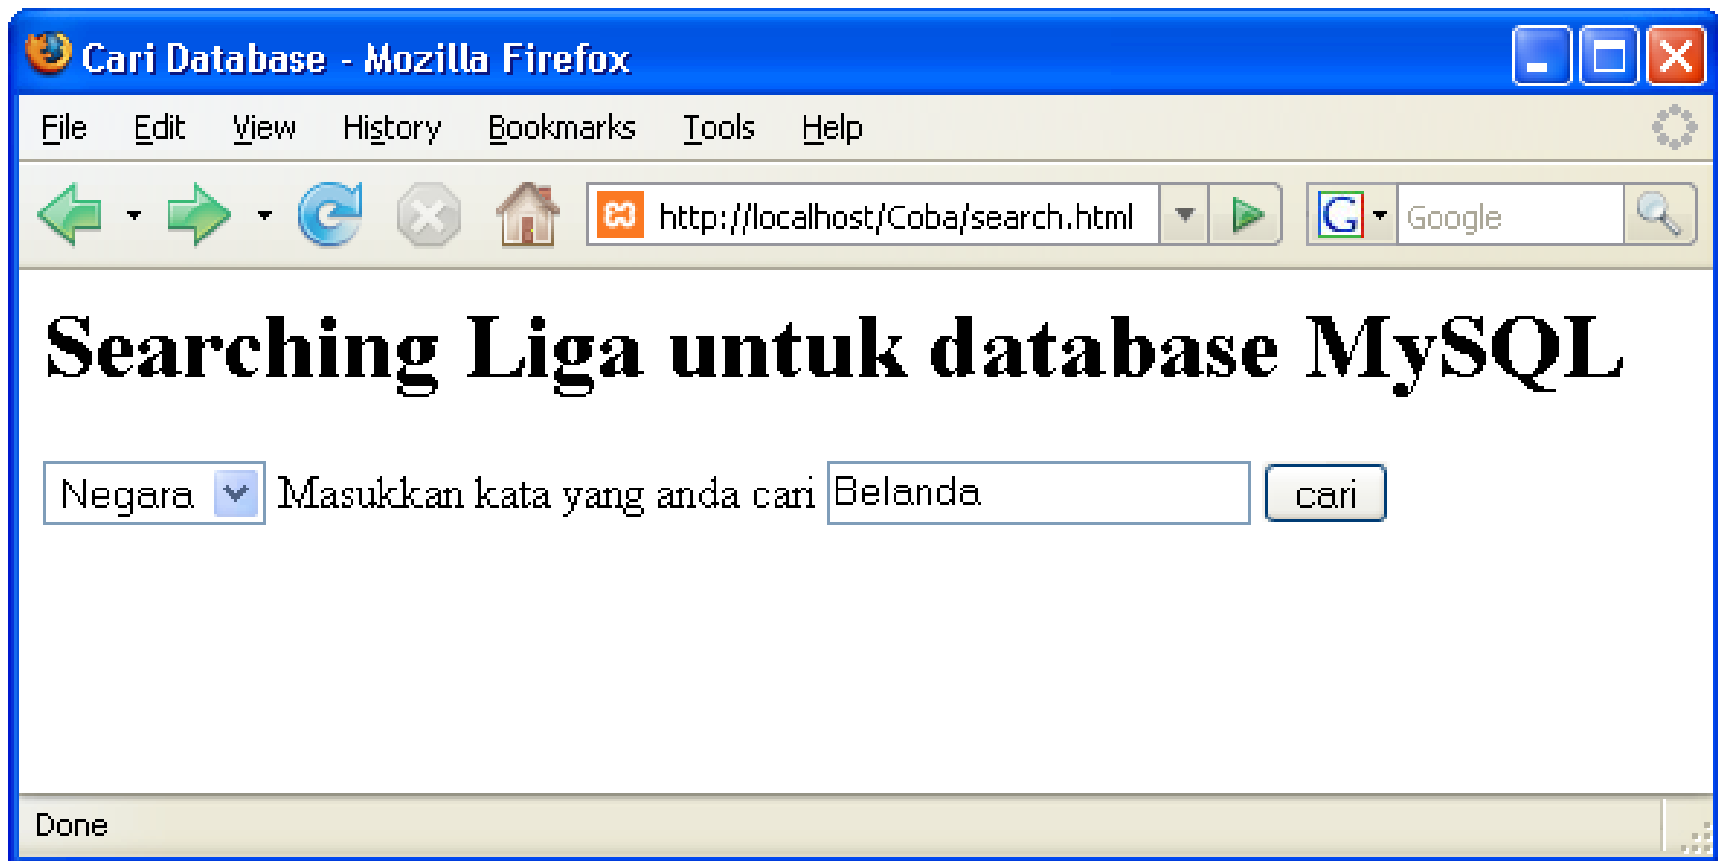 Cari Database - Mozilla Firefox
File Edit View History Bookmarks Tools Help
http://localhost/Coba/search.html G Google
Searching Liga untuk database MySQL
Negara Masukkan kata yang anda cari Belanda cari
Done